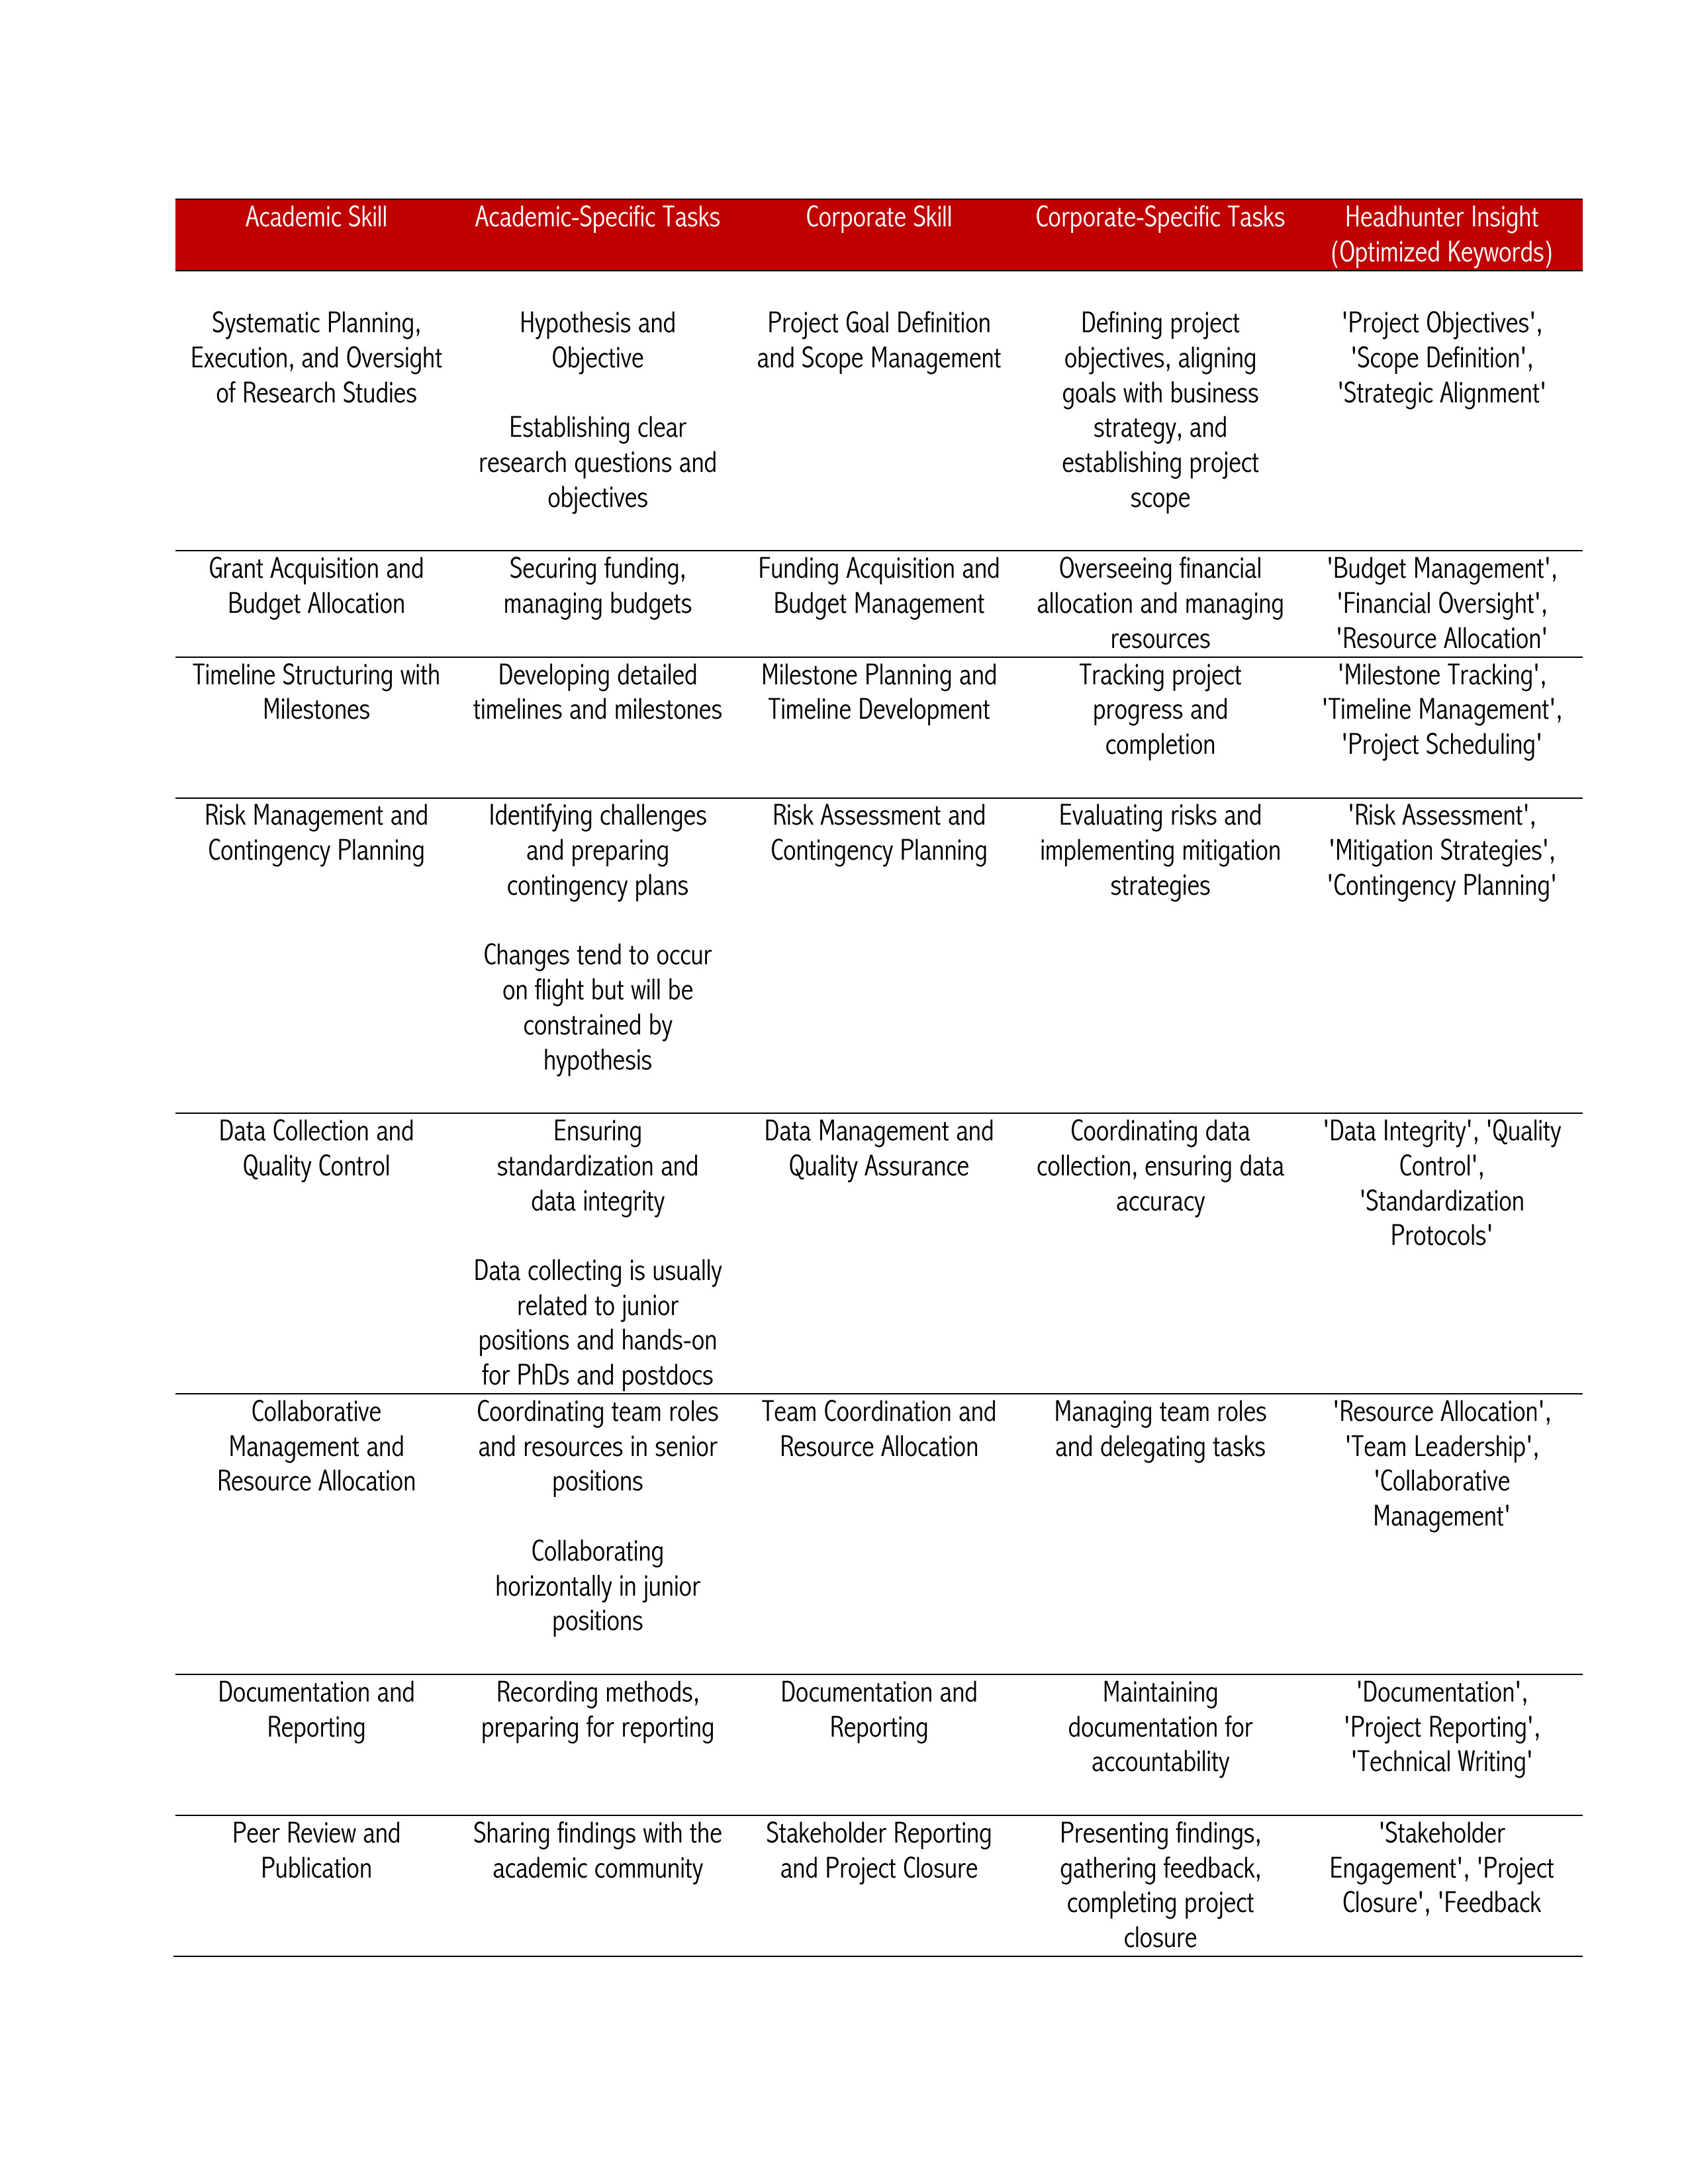 Academic Skill
Academic-Specific Tasks
Corporate Skill
Corporate-Specific Tasks
Headhunter Insight
(Optimized Keywords)
Systematic Planning,
Execution, and Oversight
of Research Studies
Hypothesis and
Objective
Establishing clear
research questions and
objectives
Project Goal Definition
and Scope Management
Defining project
objectives, aligning
goals with business
strategy, and
establishing project
scope
'Project Objectives',
'Scope Definition',
'Strategic Alignment'
Grant Acquisition and
Budget Allocation
Securing funding,
managing budgets
Funding Acquisition and
Budget Management
Overseeing financial
allocation and managing
resources
'Budget Management',
'Financial Oversight',
'Resource Allocation'
Timeline Structuring with
Milestones
Developing detailed
timelines and milestones
Milestone Planning and
Timeline Development
Tracking project
progress and
completion
'Milestone Tracking',
'Timeline Management',
'Project Scheduling'
Risk Management and
Contingency Planning
Identifying challenges
and preparing
contingency plans
Changes tend to occur
on flight but will be
constrained by
hypothesis
Risk Assessment and
Contingency Planning
Evaluating risks and
implementing mitigation
strategies
'Risk Assessment',
'Mitigation Strategies',
'Contingency Planning'
Data Collection and
Quality Control
Ensuring
standardization and
data integrity
Data collecting is usually
related to junior
positions and hands-on
for PhDs and postdocs
Data Management and
Quality Assurance
Coordinating data
collection, ensuring data
accuracy
'Data Integrity', 'Quality
Control',
'Standardization
Protocols'
Collaborative
Management and
Resource Allocation
Coordinating team roles
and resources in senior
positions
Collaborating
horizontally in junior
positions
Team Coordination and
Resource Allocation
Managing team roles
and delegating tasks
'Resource Allocation',
'Team Leadership',
'Collaborative
Management'
Documentation and
Reporting
Recording methods,
preparing for reporting
Documentation and
Reporting
Maintaining
documentation for
accountability
'Documentation',
'Project Reporting',
'Technical Writing'
Peer Review and
Publication
Sharing findings with the
academic community
Stakeholder Reporting
and Project Closure
Presenting findings,
gathering feedback,
completing project
closure
'Stakeholder
Engagement', 'Project
Closure', 'Feedback